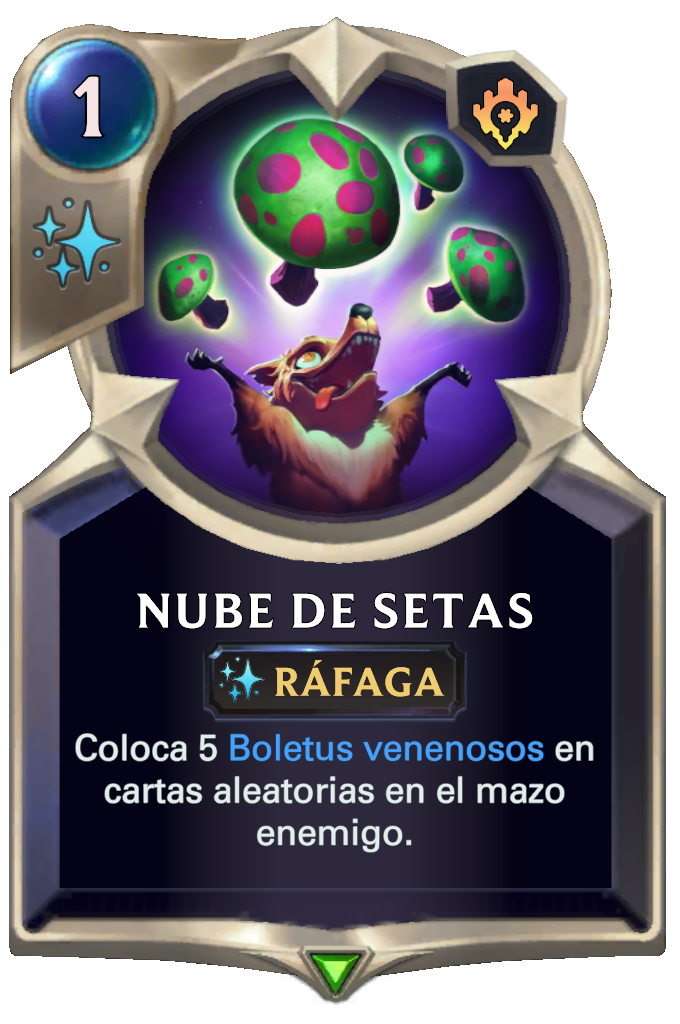 1
NUBE DE SETAS
RÁFAGA
Coloca 5 Boletus venenosos en
cartas aleatorias en el mazo
enemigo.